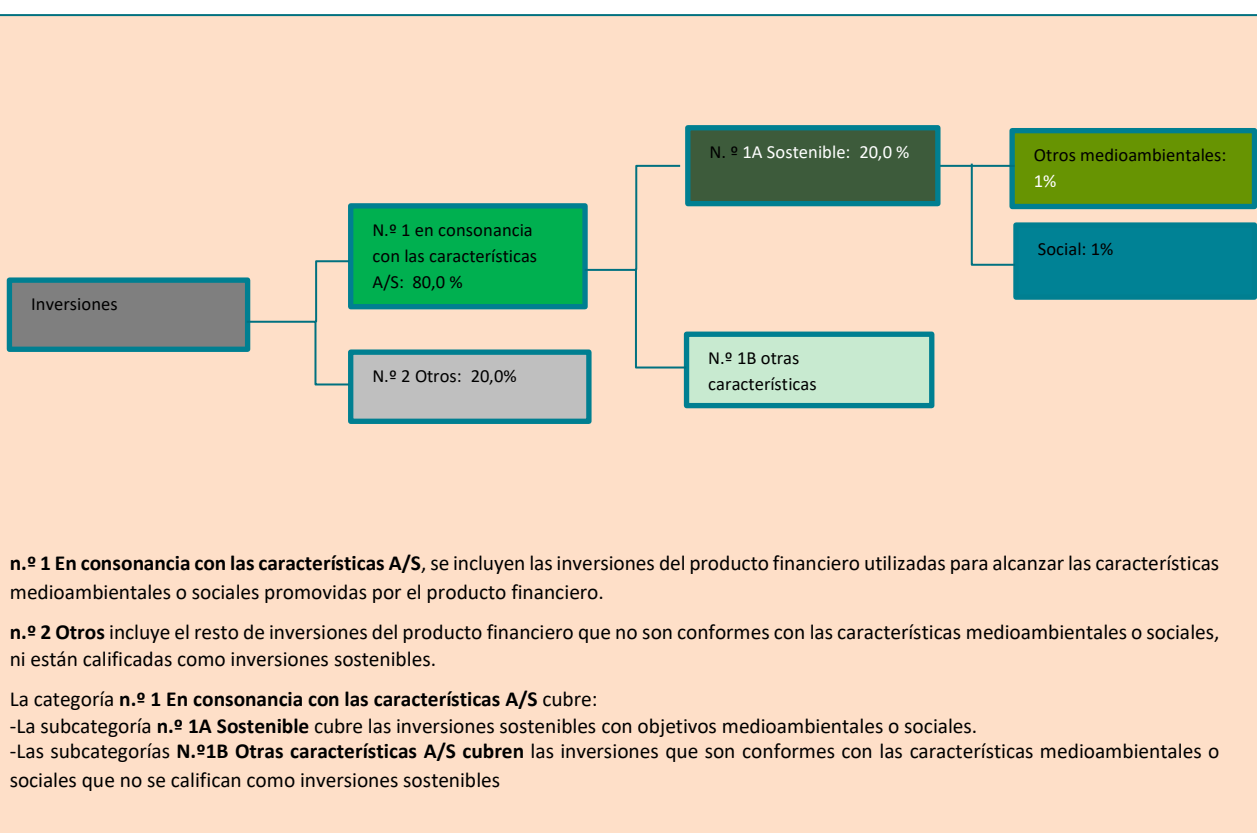 Inversiones
N.º 1 en consonancia
con las características
A/S:  80,0 %
N.º 2 Otros:  20,0%
N. º 1A Sostenible:  20,0 %
N.º 1B otras
características
Otros medioambientales:
1%
Social: 1%
n.º 1 En consonancia con las características A/S, se incluyen las inversiones del producto financiero utilizadas para alcanzar las características
medioambientales o sociales promovidas por el producto financiero.
n.º 2 Otros incluye el resto de inversiones del producto financiero que no son conformes con las características medioambientales o sociales,
ni están calificadas como inversiones sostenibles.
La categoría n.º 1 En consonancia con las características A/S cubre:
-La subcategoría n.º 1A Sostenible cubre las inversiones sostenibles con objetivos medioambientales o sociales.
-Las subcategorías N.º1B Otras características A/S cubren las inversiones que son conformes con las características medioambientales o
sociales que no se califican como inversiones sostenibles